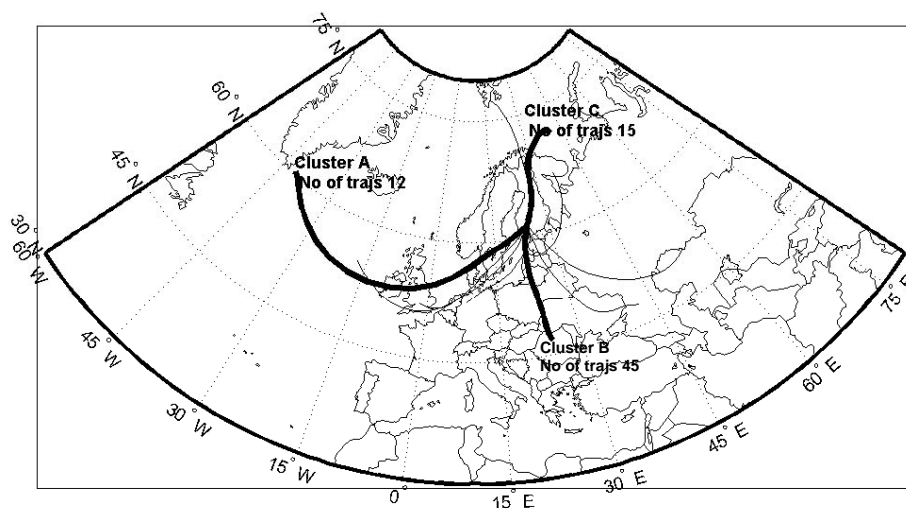 75° N
60° N
45° N
30° N
60° W
45° W
30° W
15° W
0°
15° E
30° E
45° E
60° E
75° E
Cluster A
No of trajs 12
Cluster C
No of trajs 15
Cluster B
No of trajs 45